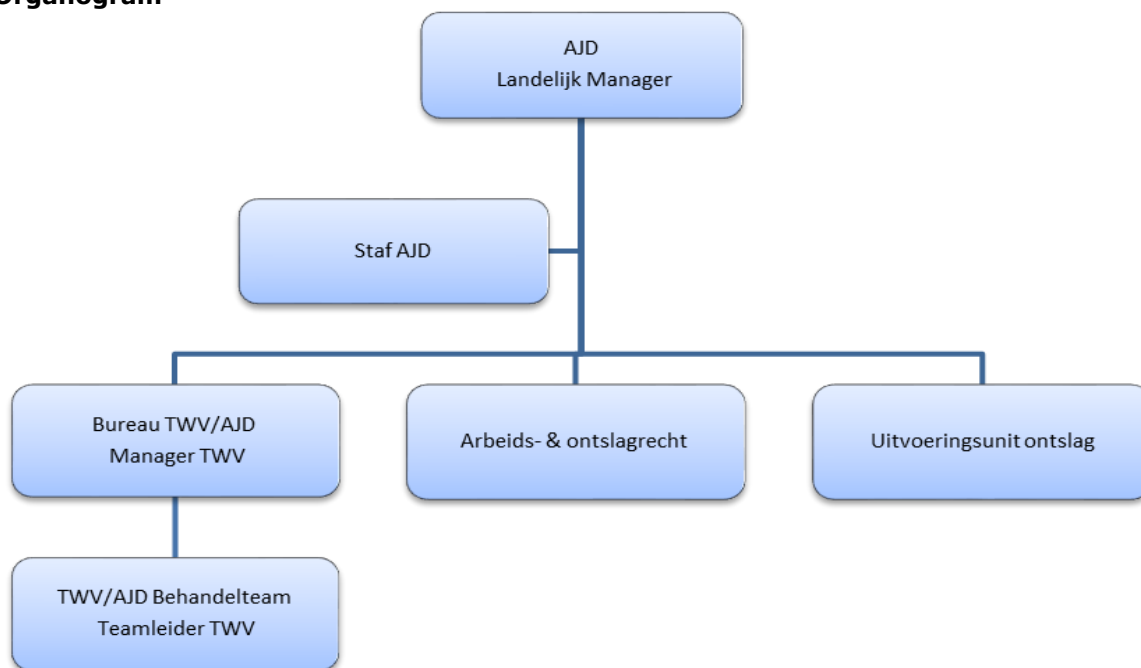 Organogram
AJD
Landelijk Manager
Staf AJD
Bureau TWV/AJD
Manager TWV
Arbeids- & ontslagrecht
Uitvoeringsunit ontslag
TWV/AJD Behandelteam
Teamleider TWV